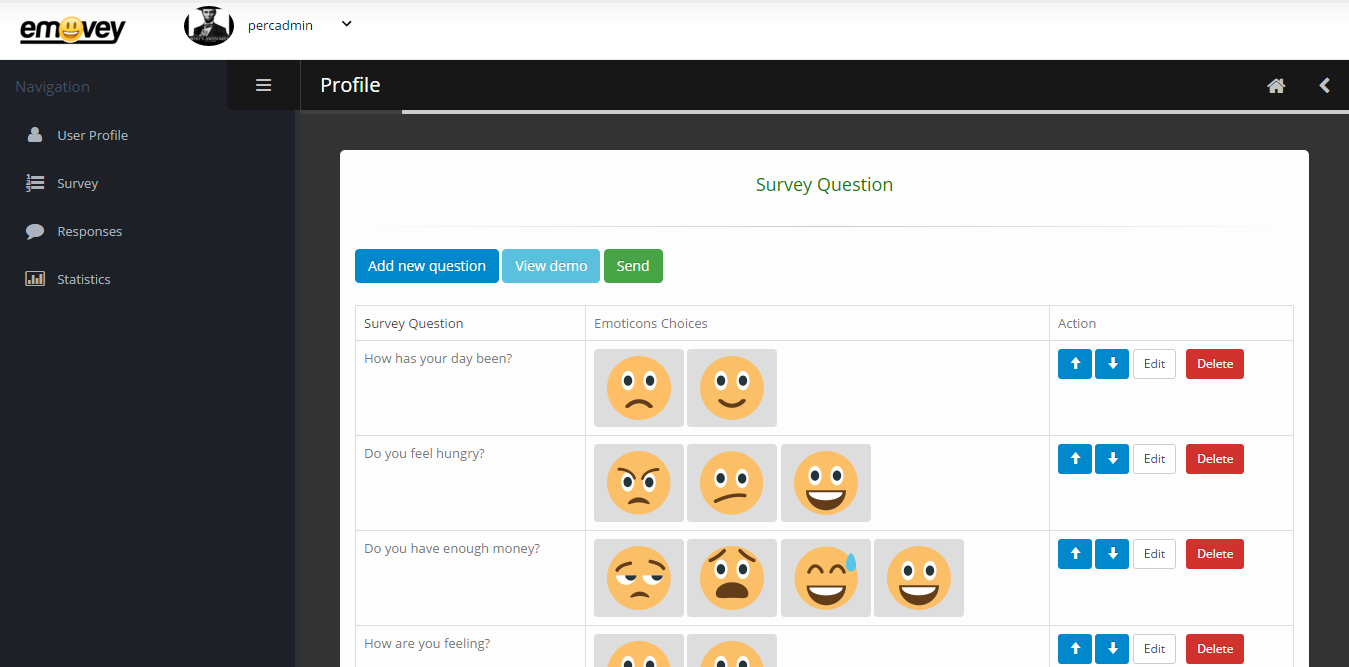 emovey
percadmin
Navigation
Profile
User Profile
Survey
Responses
Statistics
Survey Question
Add new question View demo Send
Survey Question Emoticons Choices Action
How has your day been? Edit Delete
Do you feel hungry? Edit Delete
Do you have enough money? Edit Delete
How are you feeling? Edit Delete